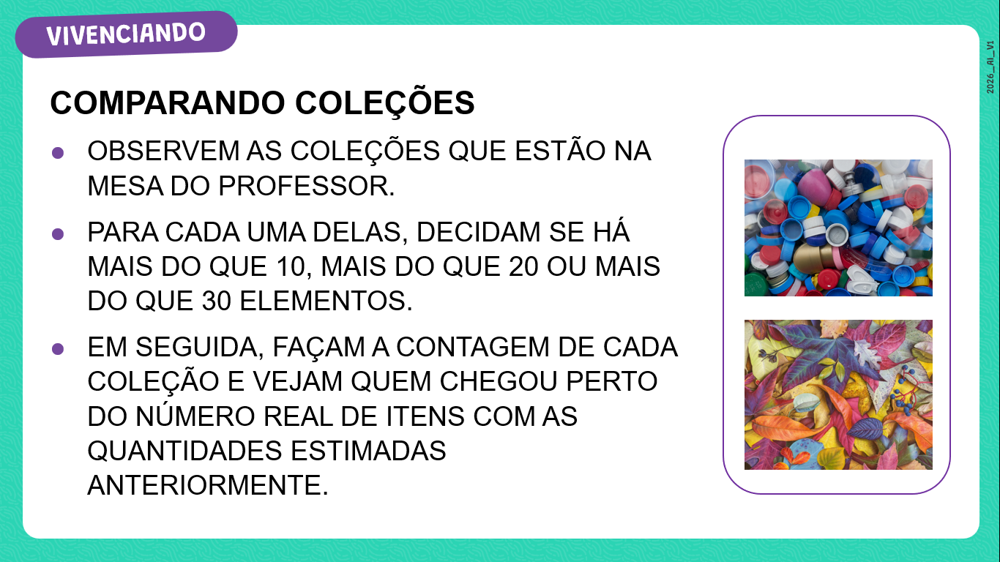 VIVENCIANDO
2026_AI_V1
COMPARANDO COLEÇÕES
● OBSERVEM AS COLEÇÕES QUE ESTÃO NA
MESA DO PROFESSOR.
● PARA CADA UMA DELAS, DECIDAM SE HÁ
MAIS DO QUE 10, MAIS DO QUE 20 OU MAIS
DO QUE 30 ELEMENTOS.
● EM SEGUIDA, FAÇAM A CONTAGEM DE CADA
COLEÇÃO E VEJAM QUEM CHEGOU PERTO
DO NÚMERO REAL DE ITENS COM AS
QUANTIDADES ESTIMADAS
ANTERIORMENTE.